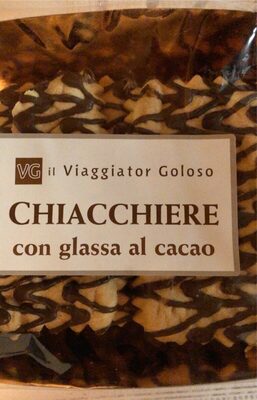 VG il Viaggiator Goloso
CHIACCHIERE
con glassa al cacao